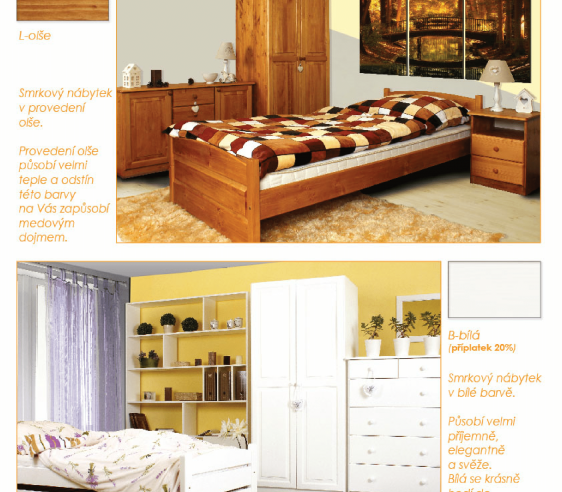 L-olše
Smrkový nábytek
v provedení
olše.
Provedení olše
působí velmi
teple a odstín
této barvy
na Vás zapůsobí
medovým
dojmem.
B-bílá
(příplatek 20%)
Smrkový nábytek
v bílé barvě.
Působí velmi
příjemně,
elegantně
a svěže.
Bílá se krásně